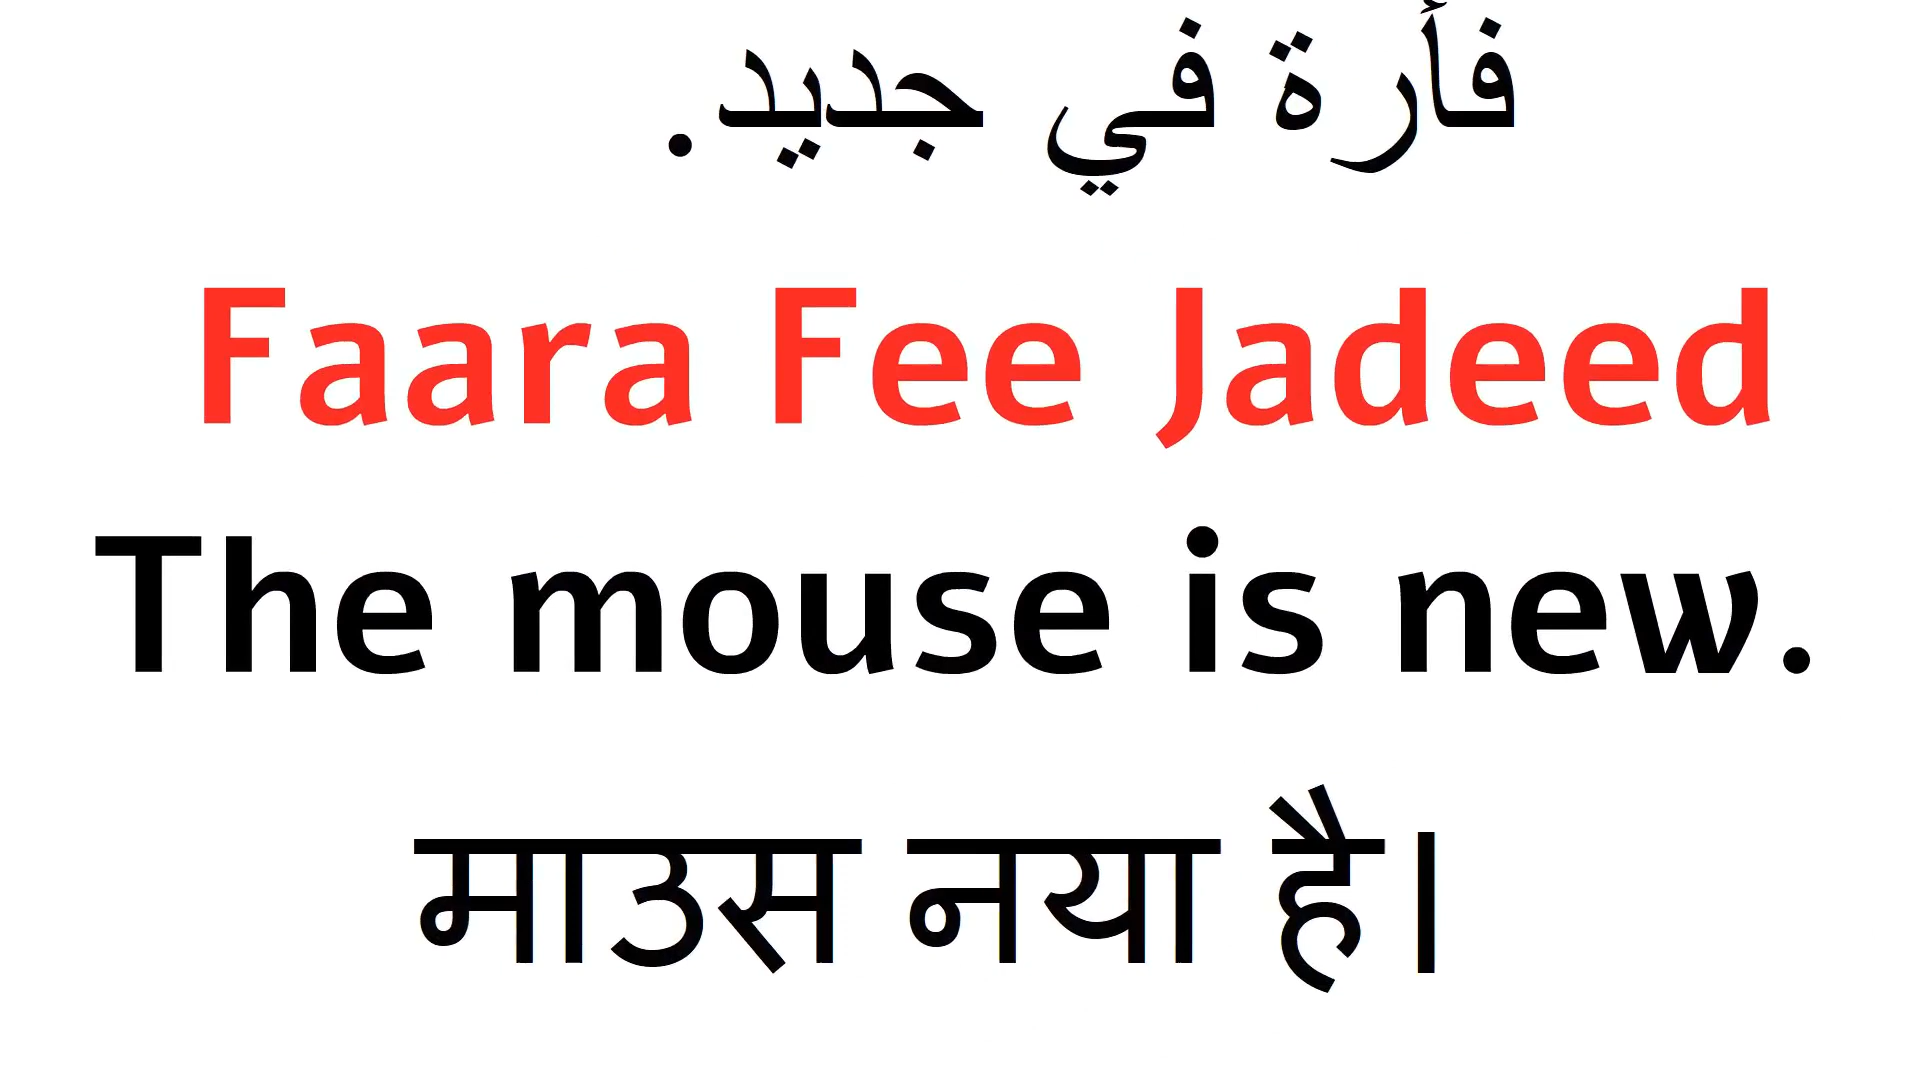 فأرة في جديد.
Faara Fee Jadeed
The mouse is new.
माउस नया है।